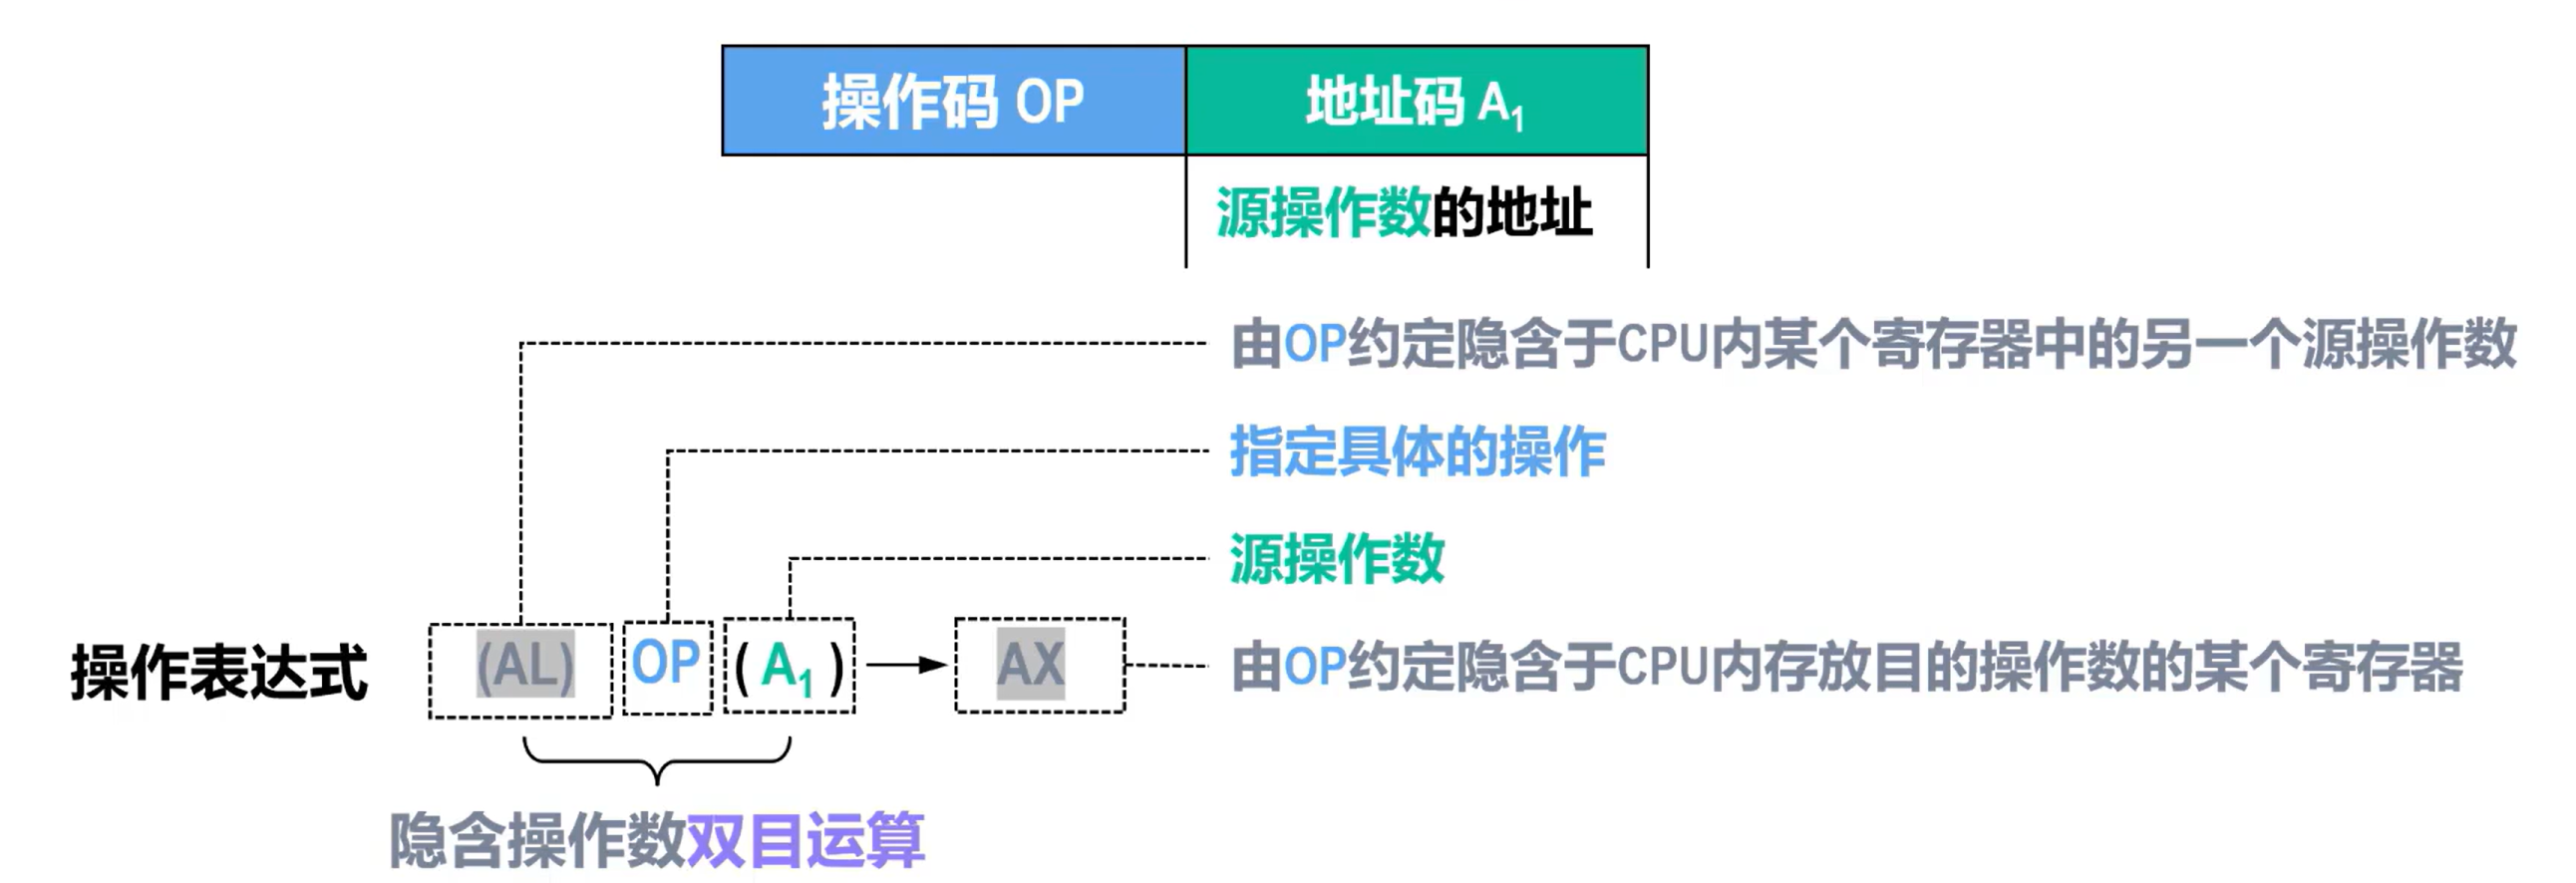 操作码 OP
地址码 A₁
源操作数的地址
由OP约定隐含于CPU内某个寄存器中的另一个源操作数
指定具体的操作
源操作数
操作表达式 (AL) OP ( A₁ ) AX 由OP约定隐含于CPU内存放目的操作数的某个寄存器
隐含操作数双目运算